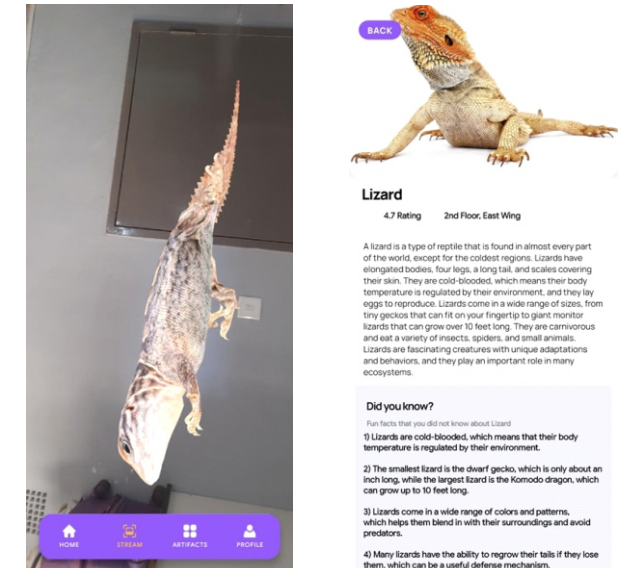 HOME
STREAM
ARTIFACTS
PROFILE
BACK
Lizard
4.7 Rating
2nd Floor, East Wing
A lizard is a type of reptile that is found in almost every part
of the world, except for the coldest regions. Lizards have
elongated bodies, four legs, a long tail, and scales covering
their skin. They are cold-blooded, which means their body
temperature is regulated by their environment, and they lay
eggs to reproduce. Lizards come in a wide range of sizes, from
tiny geckos that can fit on your fingertip to giant monitor
lizards that can grow over 10 feet long. They are carnivorous
and eat a variety of insects, spiders, and small animals.
Lizards are fascinating creatures with unique adaptations
and behaviors, and they play an important role in many
ecosystems.
Did you know?
Fun facts that you did not know about Lizard
1) Lizards are cold-blooded, which means that their body
temperature is regulated by their environment.
2) The smallest lizard is the dwarf gecko, which is only about an
inch long, while the largest lizard is the Komodo dragon, which
can grow up to 10 feet long.
3) Lizards come in a wide range of colors and patterns,
which helps them blend in with their surroundings and avoid
predators.
4) Many lizards have the ability to regrow their tails if they lose
them, which can be a useful defense mechanism.